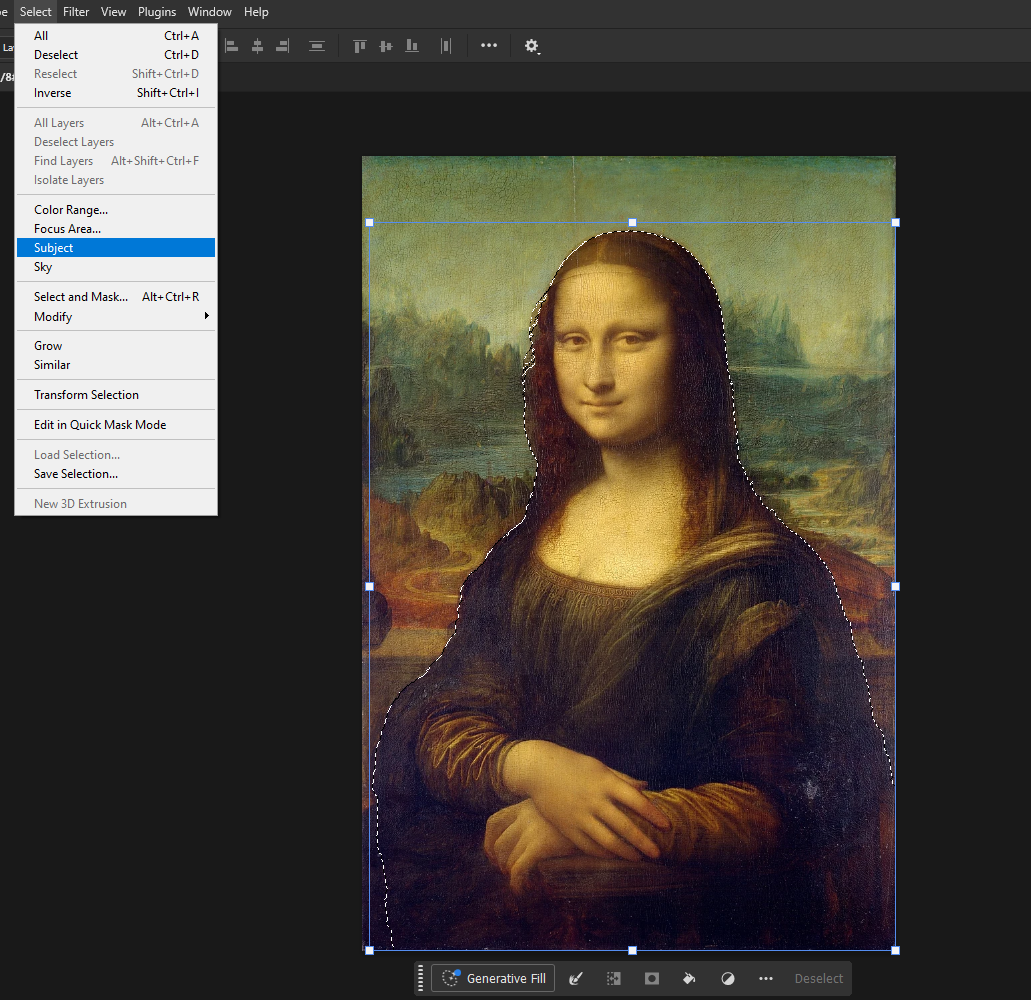 pe Select Filter View Plugins Window Help
La
/8#
All Ctrl+A
Deselect Ctrl+D
Reselect Shift+Ctrl+D
Inverse Shift+Ctrl+I
All Layers Alt+Ctrl+A
Deselect Layers
Find Layers Alt+Shift+Ctrl+F
Isolate Layers
Color Range...
Focus Area...
Subject
Sky
Select and Mask... Alt+Ctrl+R
Modify
Grow
Similar
Transform Selection
Edit in Quick Mask Mode
Load Selection...
Save Selection...
New 3D Extrusion
Generative Fill Deselect